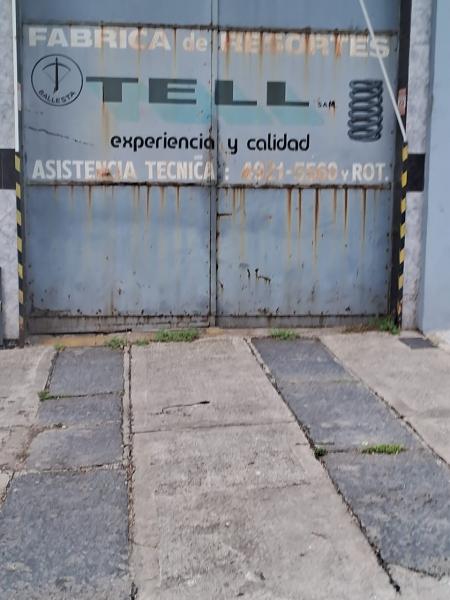 FABRICA de RESORTES
BALLESTA
TELL SAM
experiencia y calidad
ASISTENCIA TECNICA : 4921-5560 y ROT.